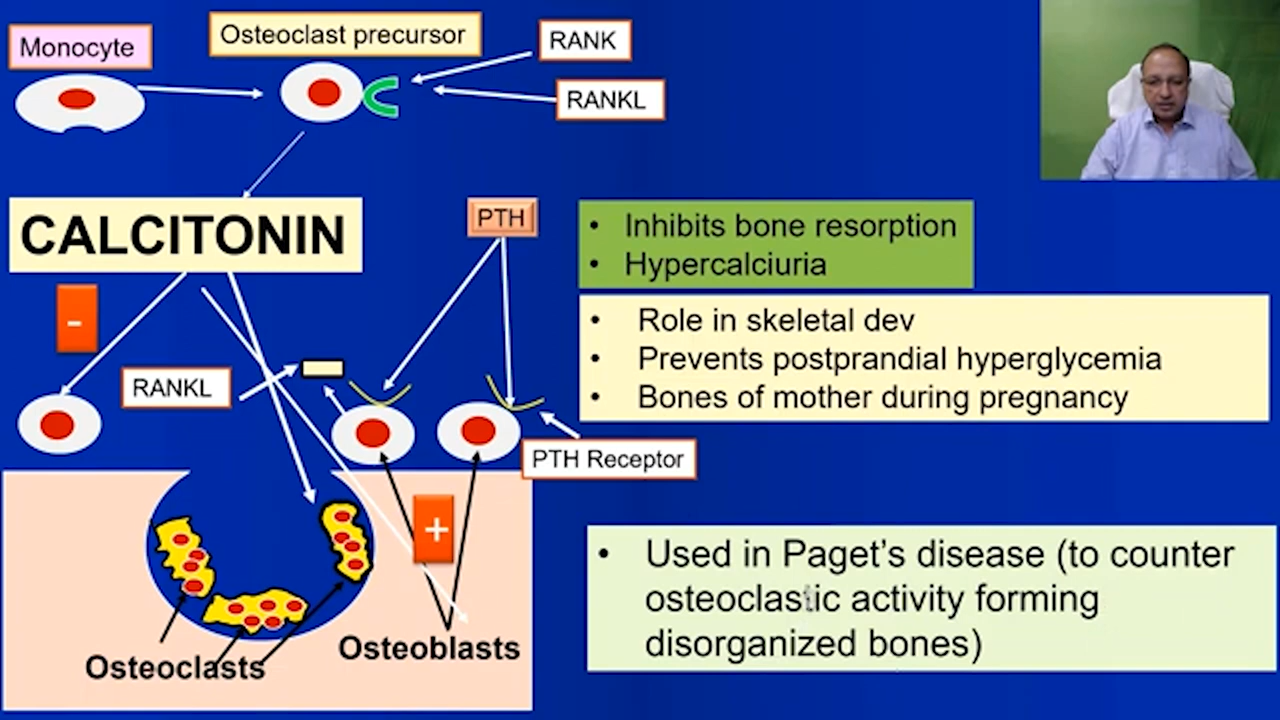 Monocyte
Osteoclast precursor
RANK
RANKL
CALCITONIN
PTH
• Inhibits bone resorption
• Hypercalciuria
-
• Role in skeletal dev
• Prevents postprandial hyperglycemia
• Bones of mother during pregnancy
RANKL
PTH Receptor
+
• Used in Paget's disease (to counter
osteoclastic activity forming
disorganized bones)
Osteoblasts
Osteoclasts